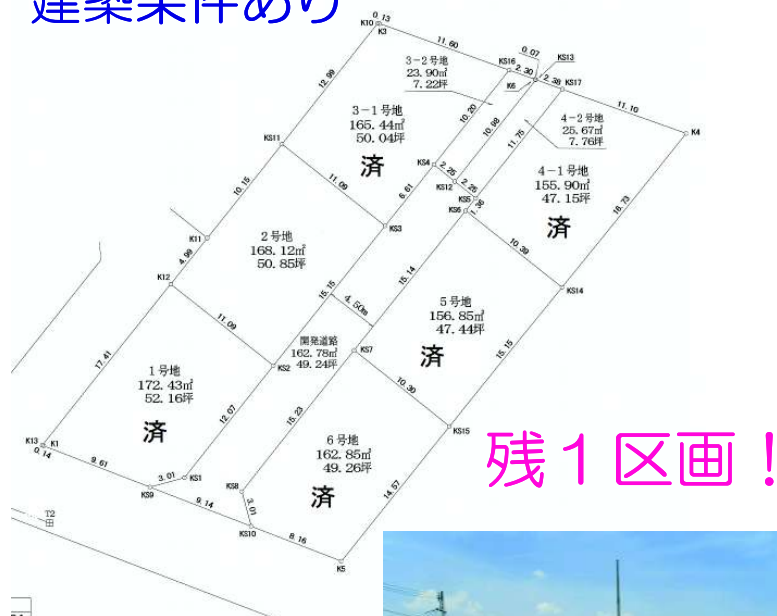 建築条件あり
K10
0.13
K3
11.60
KS16
0.07
2.30
KS13
K6
2.38
KS17
11.10
K4
12.99
3-2号地
23.90㎡
7.22坪
3-1号地
165.44㎡
50.04坪
済
10.20
10.98
11.75
4-2号地
25.67㎡
7.76坪
4-1号地
155.90㎡
47.15坪
済
18.73
KS11
KS4
2.25
KS12
2.25
KS5
KS6
1.36
11.09
6.61
10.15
KS3
10.39
2号地
168.12㎡
50.85坪
K11
4.99
K12
15.15
15.14
4.50m
KS14
5号地
156.85㎡
47.44坪
済
11.09
開発道路
162.78㎡
49.24坪
KS7
15.15
KS2
17.41
1号地
172.43㎡
52.16坪
済
12.07
15.23
10.39
KS15
6号地
162.85㎡
49.26坪
済
K13
K1
0.14
9.61
KS9
3.01
KS1
KS8
3.01
9.14
KS10
8.16
K5
14.57
T2
残1区画！